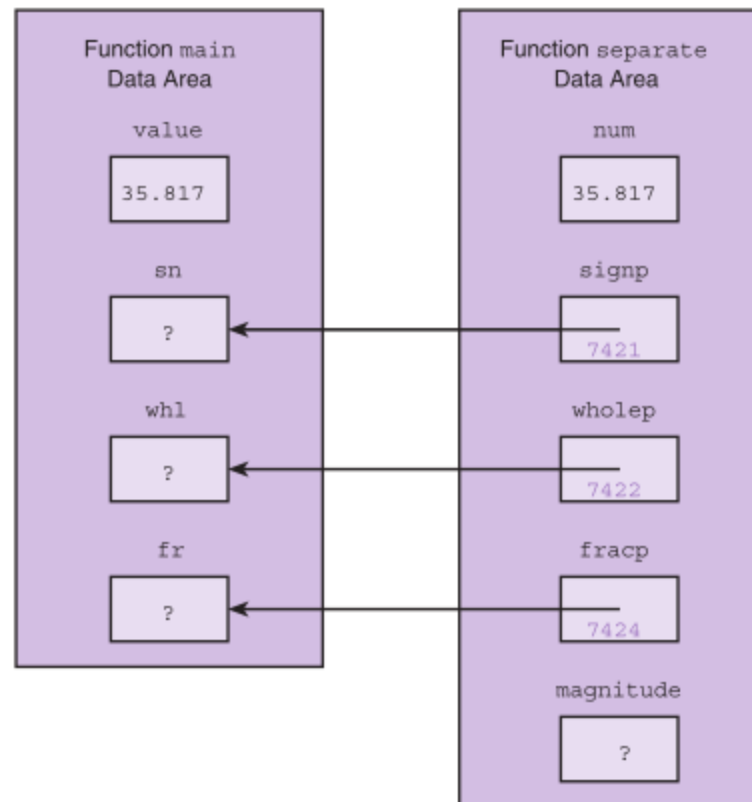 Function main
Data Area
value
35.817
sn
?
whl
?
fr
?
Function separate
Data Area
num
35.817
signp
7421
wholep
7422
fracp
7424
magnitude
?